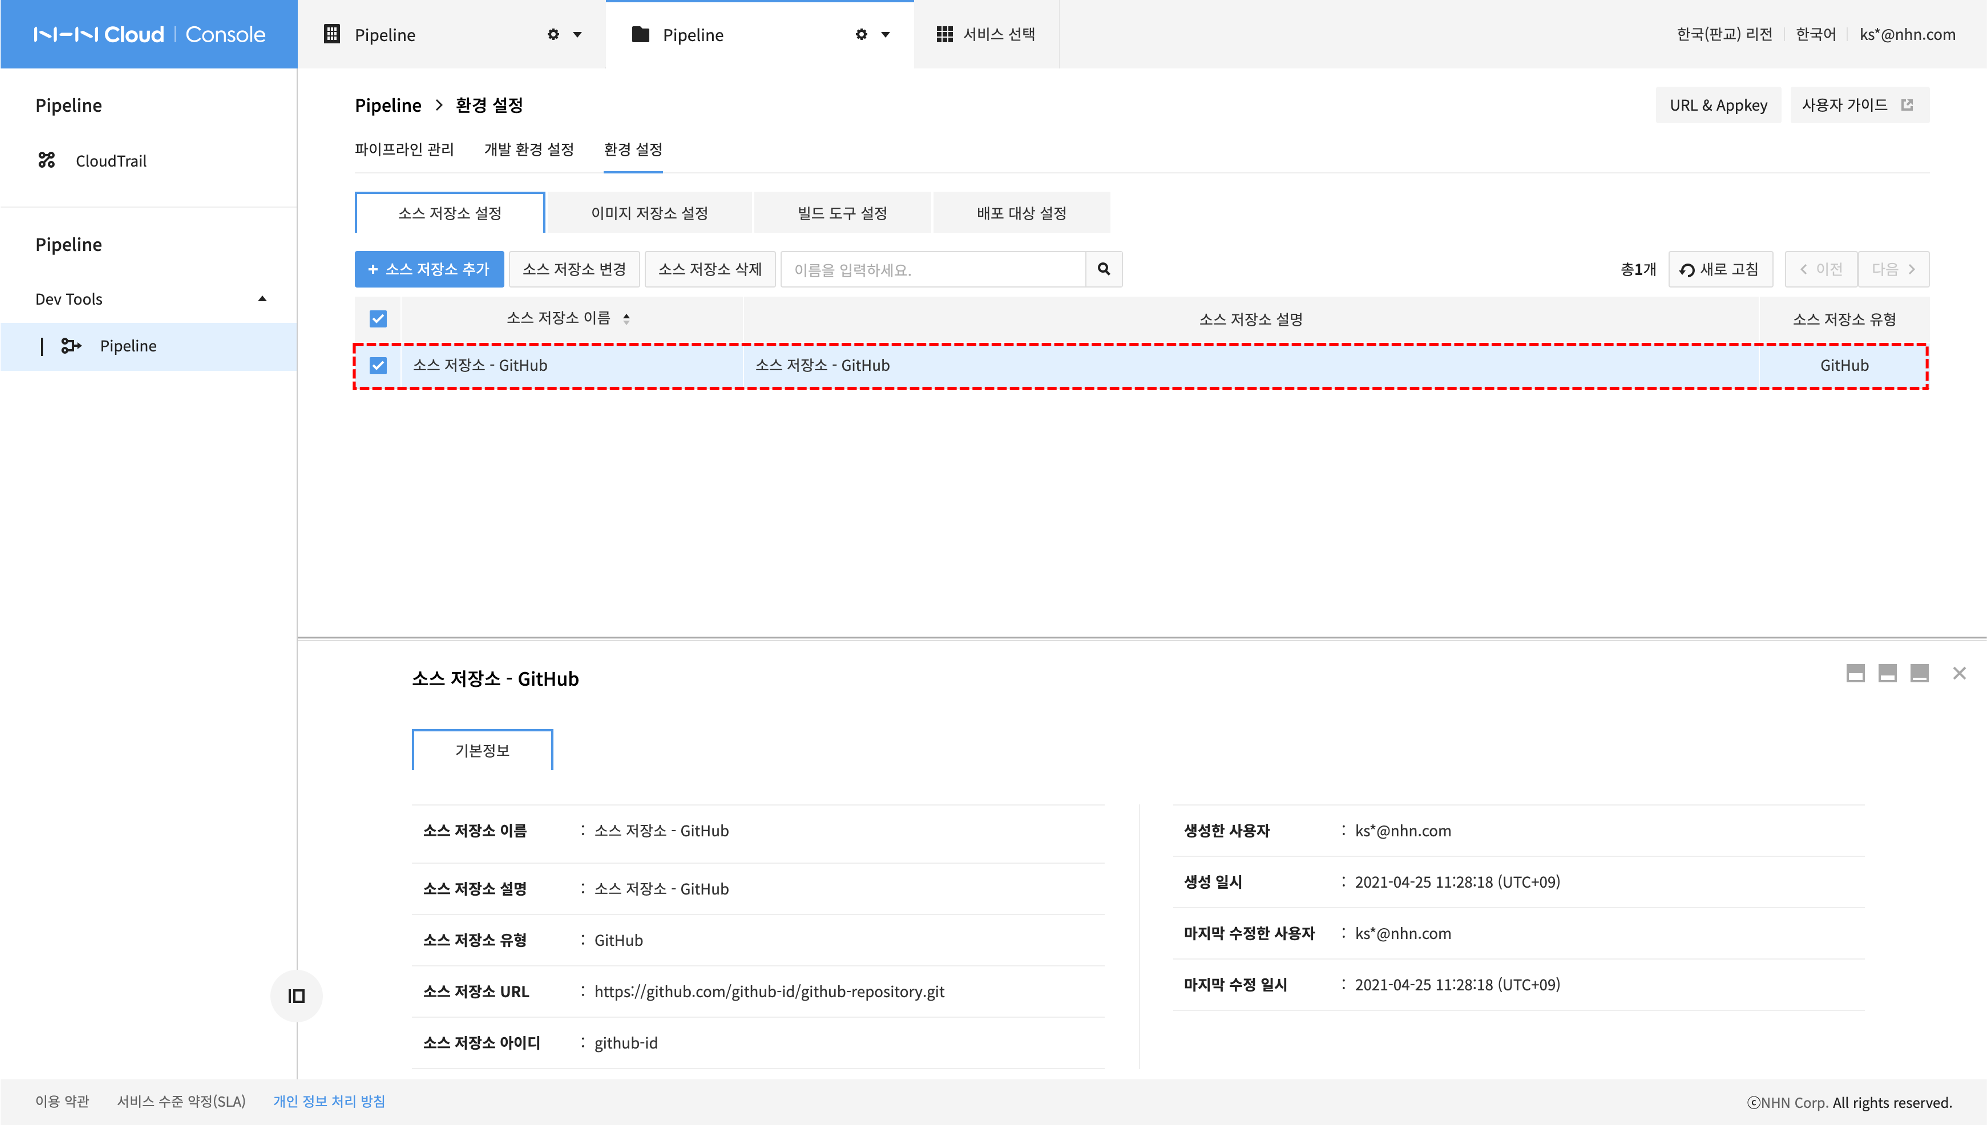 NHN Cloud | Console
Pipeline
Pipeline
서비스 선택
한국(판교) 리전
한국어
ks*@nhn.com
Pipeline
CloudTrail
Pipeline
Dev Tools
Pipeline
Pipeline > 환경 설정
URL & Appkey
사용자 가이드
파이프라인 관리
개발 환경 설정
환경 설정
소스 저장소 설정
이미지 저장소 설정
빌드 도구 설정
배포 대상 설정
+ 소스 저장소 추가
소스 저장소 변경
소스 저장소 삭제
이름을 입력하세요.
총1개
새로 고침
< 이전
다음 >
소스 저장소 이름
소스 저장소 설명
소스 저장소 유형
소스 저장소 - GitHub
소스 저장소 - GitHub
GitHub
소스 저장소 - GitHub
기본정보
소스 저장소 이름 : 소스 저장소 - GitHub
소스 저장소 설명 : 소스 저장소 - GitHub
소스 저장소 유형 : GitHub
소스 저장소 URL : https://github.com/github-id/github-repository.git
소스 저장소 아이디 : github-id
생성한 사용자 : ks*@nhn.com
생성 일시 : 2021-04-25 11:28:18 (UTC+09)
마지막 수정한 사용자 : ks*@nhn.com
마지막 수정 일시 : 2021-04-25 11:28:18 (UTC+09)
이용 약관
서비스 수준 약정(SLA)
개인 정보 처리 방침
ⓒNHN Corp. All rights reserved.